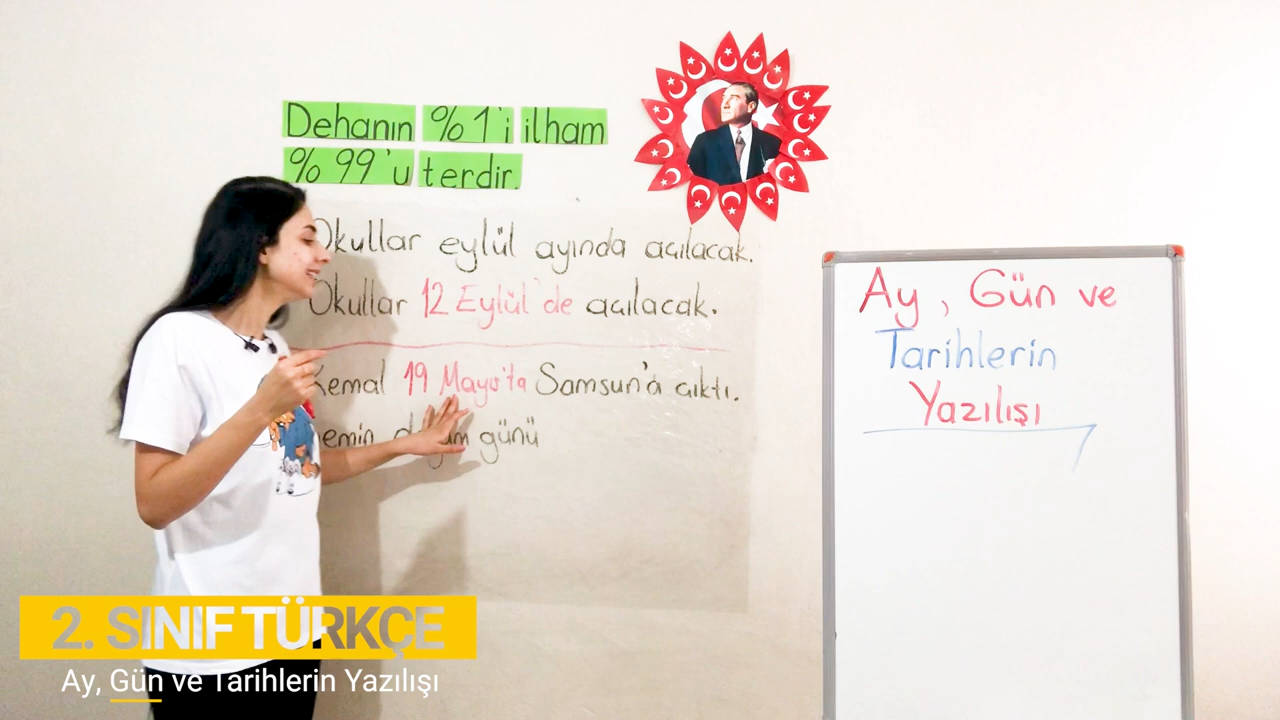 Dehanın %1'i ilham
%99'u terdir.
Okullar eylül ayında açılacak.
Okullar 12 Eylül'de açılacak.
Kemal 19 Mayıs'ta Samsun'a çıktı.
günü
Ay, Gün ve
Tarihlerin
Yazılışı
2. SINIF TÜRKÇE
Ay, Gün ve Tarihlerin Yazılışı